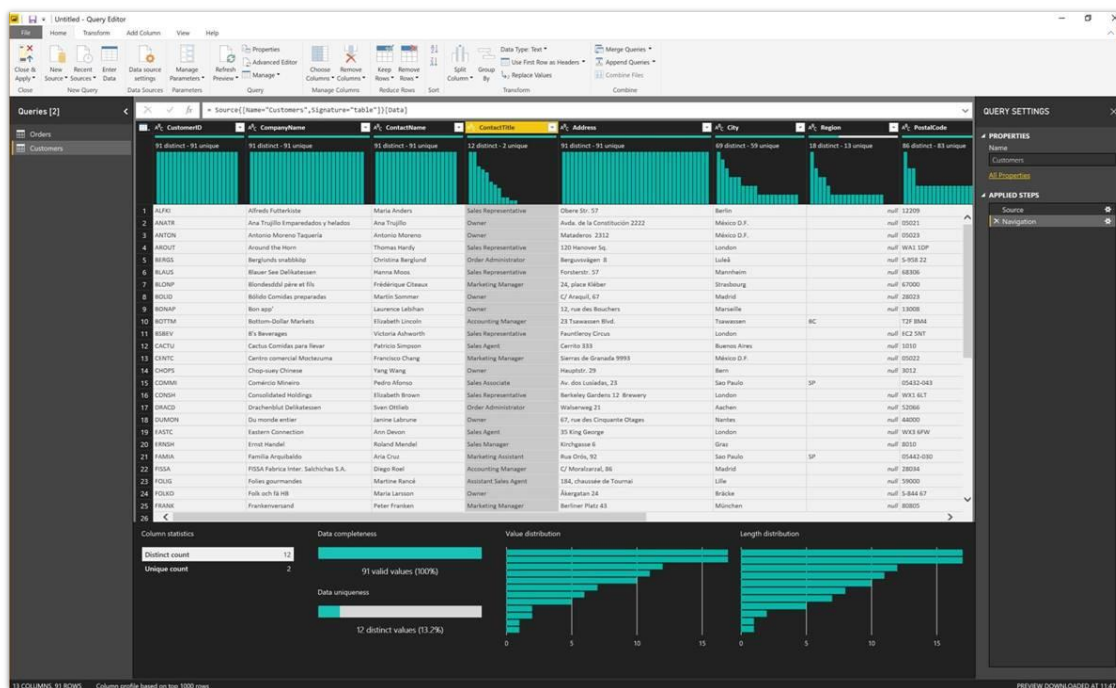 Untitled - Query Editor
File Home Transform Add Column View Help
Close & Apply
New Source
Recent Sources
Enter Data
Data source settings
Manage Parameters
Refresh Preview
Properties
Advanced Editor
Manage
Choose Columns
Remove Columns
Keep Rows
Remove Rows
Split Column
Group By
Data Type: Text
Use First Row as Headers
Replace Values
Merge Queries
Append Queries
Combine Files
Close New Query Data Sources Parameters Query Manage Columns Reduce Rows Sort Transform Combine
Queries [2]
Orders
Customers
= Source{[Name="Customers",Signature="table"]}[Data]
CustomerID CompanyName ContactName ContactTitle Address City Region PostalCode
91 distinct - 91 unique 91 distinct - 91 unique 91 distinct - 91 unique 12 distinct - 2 unique 91 distinct - 91 unique 69 distinct - 59 unique 18 distinct - 13 unique 86 distinct - 83 unique
1 ALFKI Alfreds Futterkiste Maria Anders Sales Representative Obere Str. 57 Berlin null 12209
2 ANATR Ana Trujillo Emparedados y helados Ana Trujillo Owner Avda. de la Constitución 2222 México D.F. null 05021
3 ANTON Antonio Moreno Taquería Antonio Moreno Owner Mataderos 2312 México D.F. null 05023
4 AROUT Around the Horn Thomas Hardy Sales Representative 120 Hanover Sq. London null WA1 1DP
5 BERGS Berglunds snabbköp Christina Berglund Order Administrator Berguvsvägen 8 Luleå null S-958 22
6 BLAUS Blauer See Delikatessen Hanna Moos Sales Representative Forsterstr. 57 Mannheim null 68306
7 BLONP Blondesddsl père et fils Frédérique Citeaux Marketing Manager 24, place Kléber Strasbourg null 67000
8 BOLID Bólido Comidas preparadas Martín Sommer Owner C/ Araquil, 67 Madrid null 28023
9 BONAP Bon app' Laurence Lebihan Owner 12, rue des Bouchers Marseille null 13008
10 BOTTM Bottom-Dollar Markets Elizabeth Lincoln Accounting Manager 23 Tsawassen Blvd. Tsawassen BC T2F 8M4
11 BSBEV B's Beverages Victoria Ashworth Sales Representative Fauntleroy Circus London null EC2 5NT
12 CACTU Cactus Comidas para llevar Patricio Simpson Sales Agent Cerrito 333 Buenos Aires null 1010
13 CENTC Centro comercial Moctezuma Francisco Chang Marketing Manager Sierras de Granada 9993 México D.F. null 05022
14 CHOPS Chop-suey Chinese Yang Wang Owner Hauptstr. 29 Bern null 3012
15 COMMI Comércio Mineiro Pedro Afonso Sales Associate Av. dos Lusíadas, 23 Sao Paulo SP 05432-043
16 CONSH Consolidated Holdings Elizabeth Brown Sales Representative Berkeley Gardens 12 Brewery London null WX1 6LT
17 DRACD Drachenblut Delikatessen Sven Ottlieb Order Administrator Walserweg 21 Aachen null 52066
18 DUMON Du monde entier Janine Labrune Owner 67, rue des Cinquante Otages Nantes null 44000
19 EASTC Eastern Connection Ann Devon Sales Agent 35 King George London null WX3 6FW
20 ERNSH Ernst Handel Roland Mendel Sales Manager Kirchgasse 6 Graz null 8010
21 FAMIA Familia Arquibaldo Aria Cruz Marketing Assistant Rua Orós, 92 Sao Paulo SP 05442-030
22 FISSA FISSA Fabrica Inter. Salchichas S.A. Diego Roel Accounting Manager C/ Moralzarzal, 86 Madrid null 28034
23 FOLIG Folies gourmandes Martine Rancé Assistant Sales Agent 184, chaussée de Tournai Lille null 59000
24 FOLKO Folk och fä HB Maria Larsson Owner Åkergatan 24 Bräcke null S-844 67
25 FRANK Frankenversand Peter Franken Marketing Manager Berliner Platz 43 München null 80805
26
QUERY SETTINGS
PROPERTIES
Name
Customers
All Properties
APPLIED STEPS
Source
Navigation
Column statistics
Distinct count 12
Unique count 2
Data completeness
91 valid values (100%)
Data uniqueness
12 distinct values (13.2%)
Value distribution
0 5 10 15
Length distribution
0 5 10 15
13 COLUMNS, 91 ROWS Column profile based on top 1000 rows
PREVIEW DOWNLOADED AT 11:47